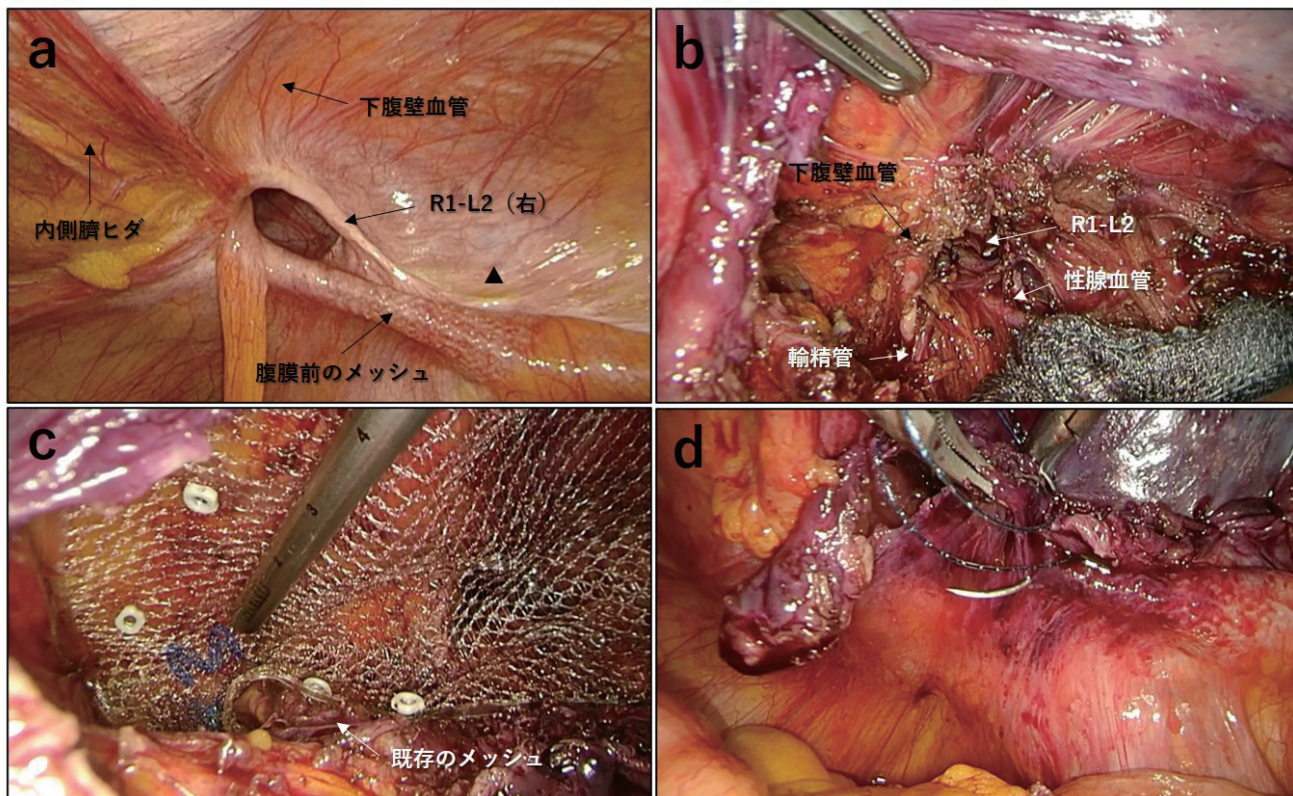 a
下腹壁血管
R1-L2（右）
内側臍ヒダ
腹膜前のメッシュ
b
下腹壁血管
R1-L2
性腺血管
輸精管
c
4
3
M
既存のメッシュ
d